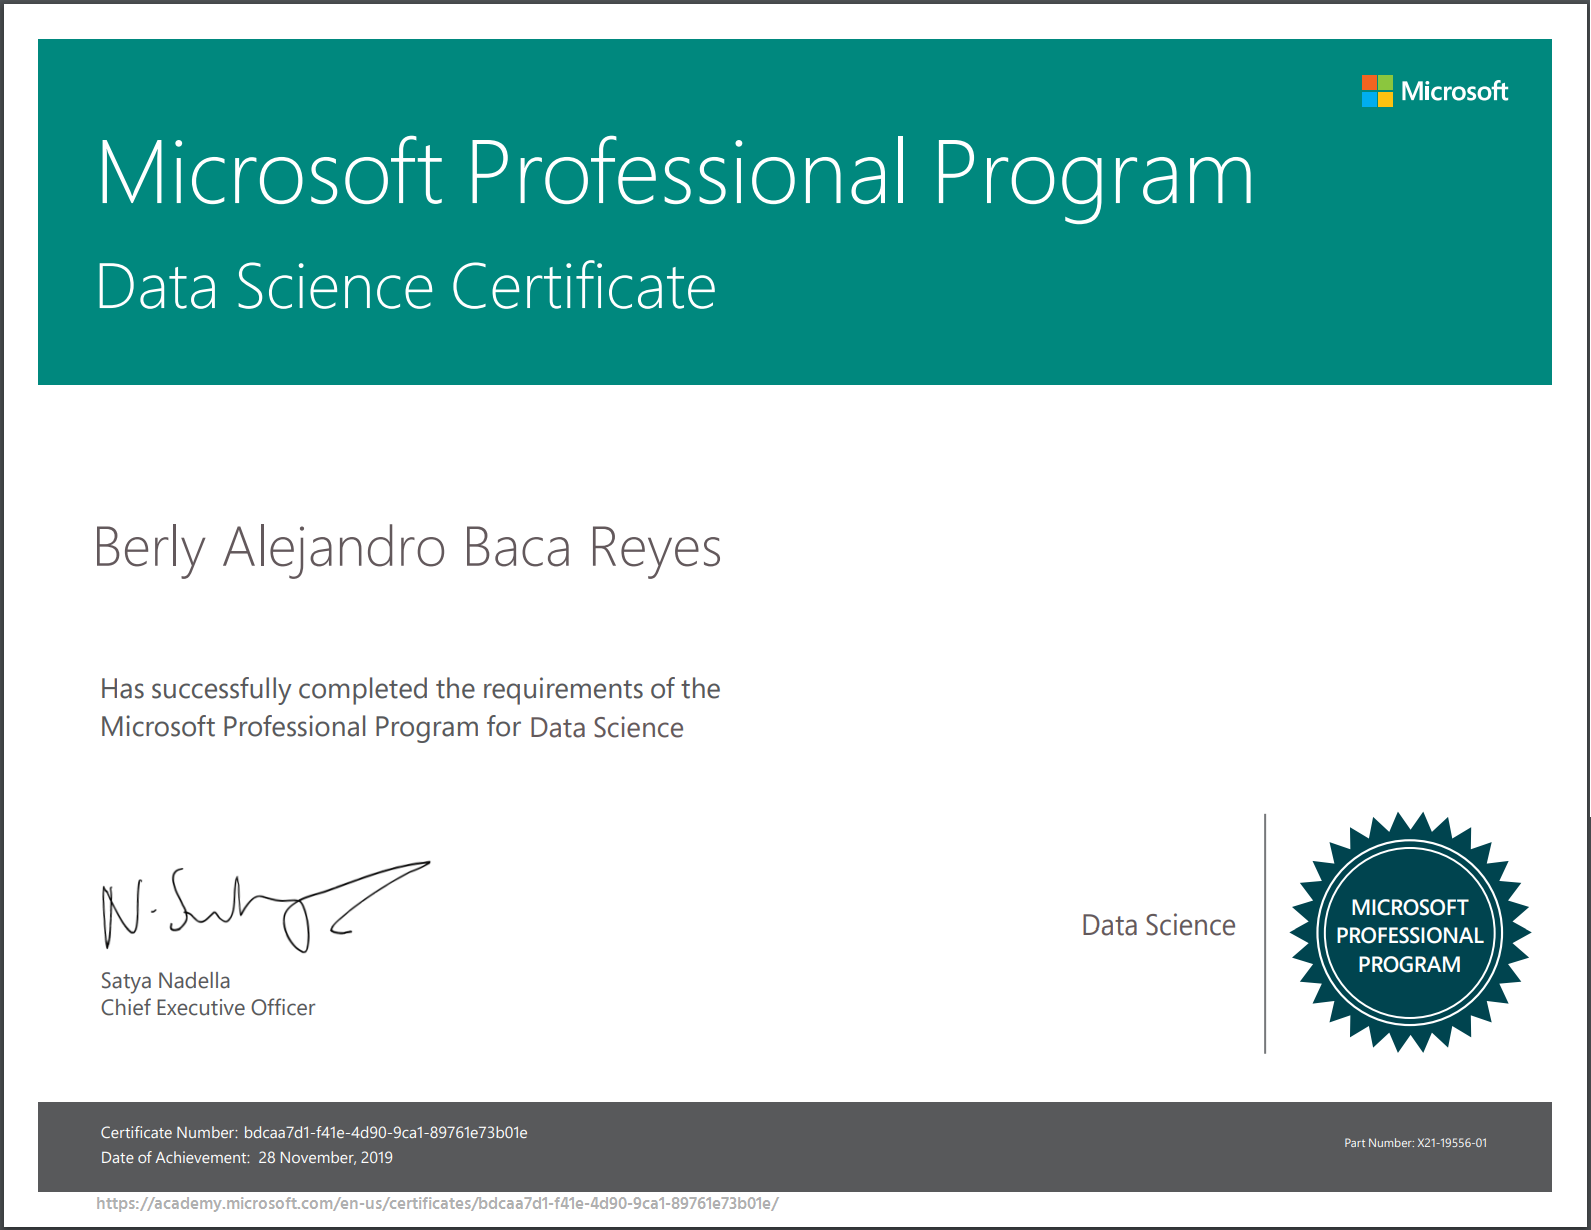 Microsoft
Microsoft Professional Program
Data Science Certificate
Berly Alejandro Baca Reyes
Has successfully completed the requirements of the
Microsoft Professional Program for Data Science
N. Satya
Satya Nadella
Chief Executive Officer
Data Science
MICROSOFT
PROFESSIONAL
PROGRAM
Certificate Number: bdcaa7d1-f41e-4d90-9ca1-89761e73b01e
Date of Achievement: 28 November, 2019
Part Number: X21-19556-01
https://academy.microsoft.com/en-us/certificates/bdcaa7d1-f41e-4d90-9ca1-89761e73b01e/